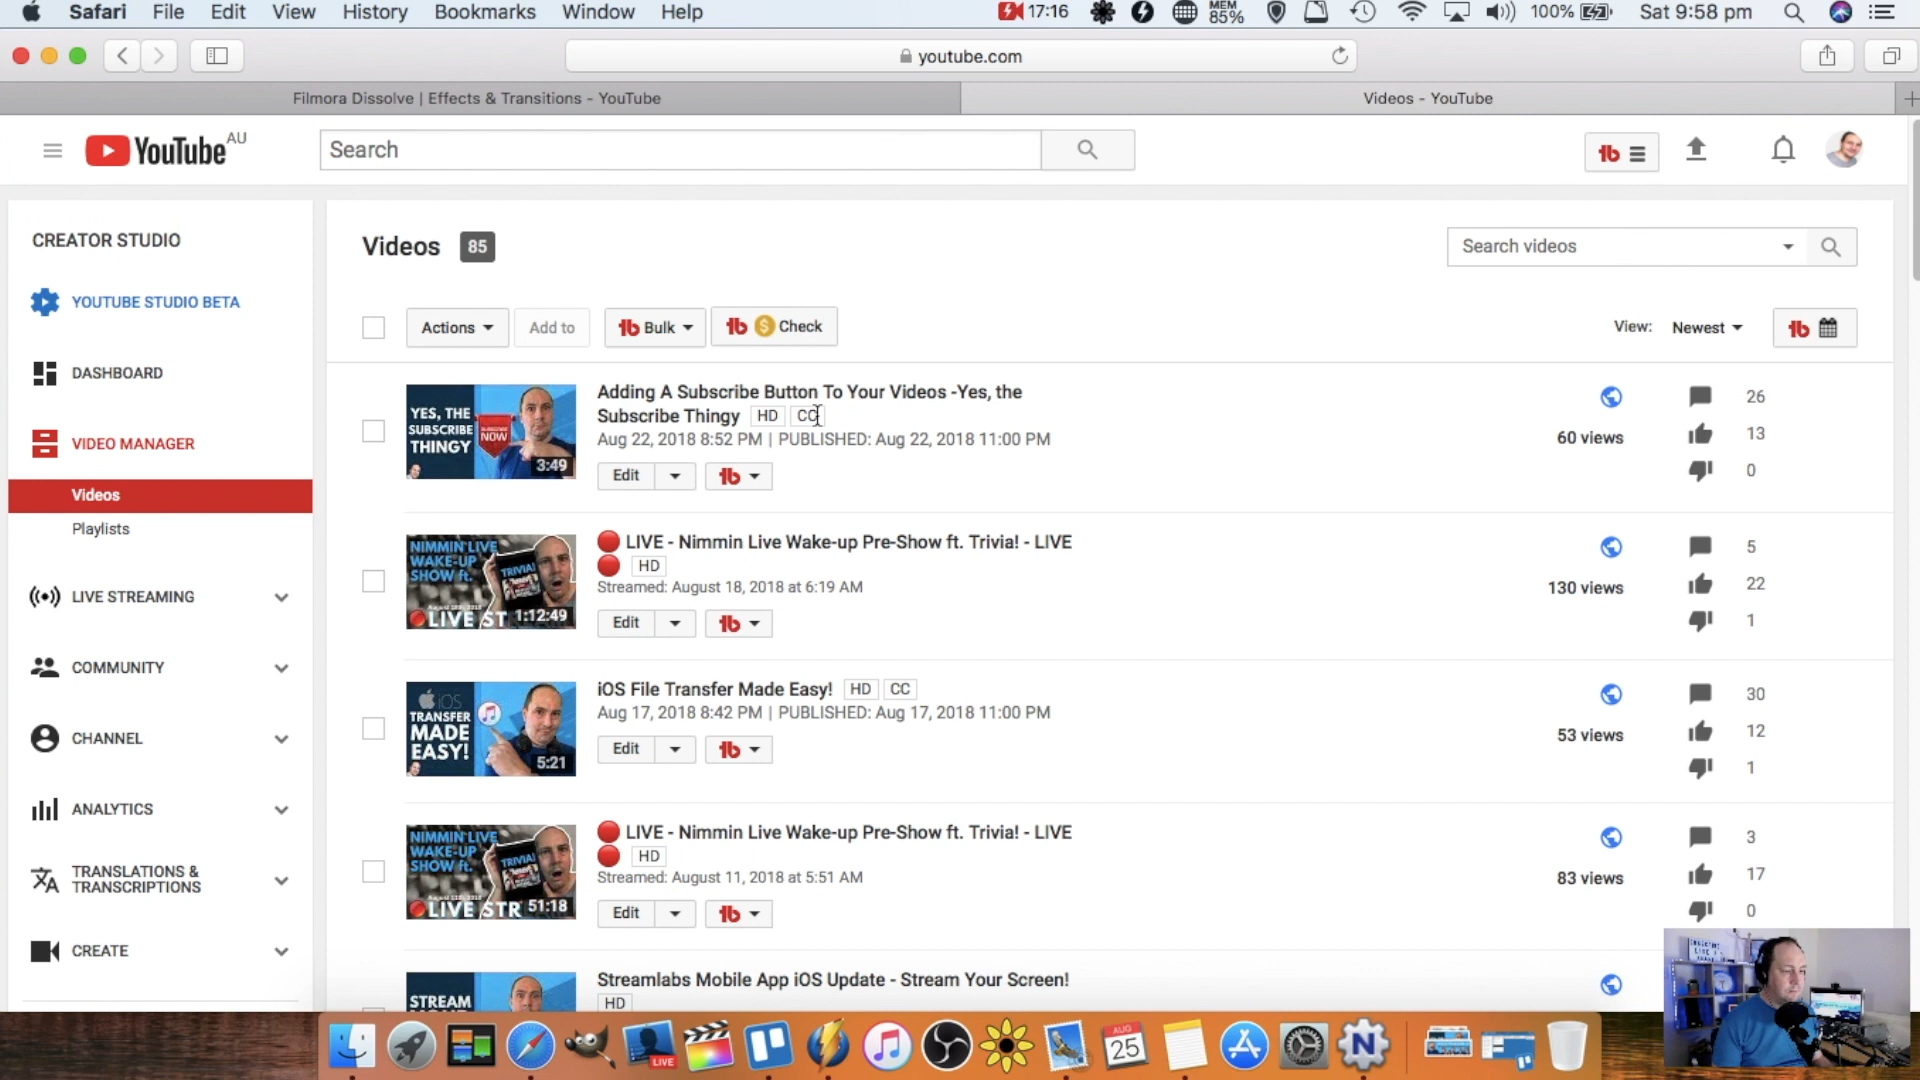 Safari File Edit View History Bookmarks Window Help 17:16 MEM 85% 100% Sat 9:58 pm
youtube.com
Filmora Dissolve | Effects & Transitions - YouTube
Videos - YouTube
YouTube AU
Search
CREATOR STUDIO
YOUTUBE STUDIO BETA
DASHBOARD
VIDEO MANAGER
Videos
Playlists
LIVE STREAMING
COMMUNITY
CHANNEL
ANALYTICS
TRANSLATIONS &
TRANSCRIPTIONS
CREATE
Videos 85
Search videos
Actions Add to Bulk $ Check
View: Newest
YES, THE
SUBSCRIBE
THINGY
SUBSCRIBE
NOW
3:49
Adding A Subscribe Button To Your Videos -Yes, the
Subscribe Thingy HD CC
Aug 22, 2018 8:52 PM | PUBLISHED: Aug 22, 2018 11:00 PM
Edit
60 views
26
13
0
NIMMIN LIVE
WAKE-UP
SHOW ft.
TRIVIA!
LIVE ST 1:12:49
LIVE - Nimmin Live Wake-up Pre-Show ft. Trivia! - LIVE
HD
Streamed: August 18, 2018 at 6:19 AM
Edit
130 views
5
22
1
iOS
TRANSFER
MADE
EASY!
5:21
iOS File Transfer Made Easy! HD CC
Aug 17, 2018 8:42 PM | PUBLISHED: Aug 17, 2018 11:00 PM
Edit
53 views
30
12
1
NIMMIN LIVE
WAKE-UP
SHOW ft.
TRIVIA!
LIVE STR 51:18
LIVE - Nimmin Live Wake-up Pre-Show ft. Trivia! - LIVE
HD
Streamed: August 11, 2018 at 5:51 AM
Edit
83 views
3
17
0
STREAM
Streamlabs Mobile App iOS Update - Stream Your Screen!
HD
LIVE
AUG
25
N